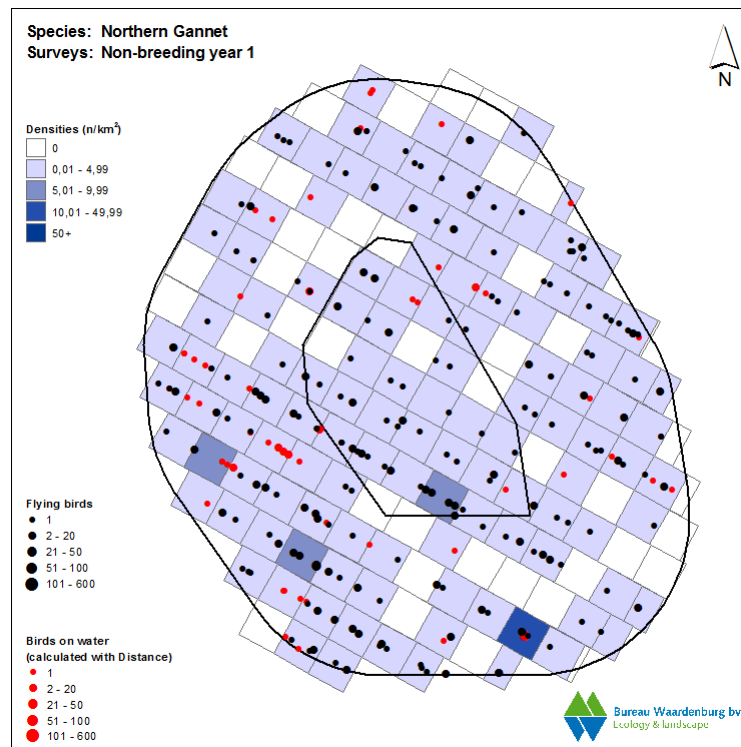 Species: Northern Gannet
Surveys: Non-breeding year 1
N
Densities (n/km²)
0
0,01 - 4,99
5,01 - 9,99
10,01 - 49,99
50+
Flying birds
1
2 - 20
21 - 50
51 - 100
101 - 600
Birds on water
(calculated with Distance)
1
2 - 20
21 - 50
51 - 100
101 - 600
Bureau Waardenburg bv
Ecology & landscape